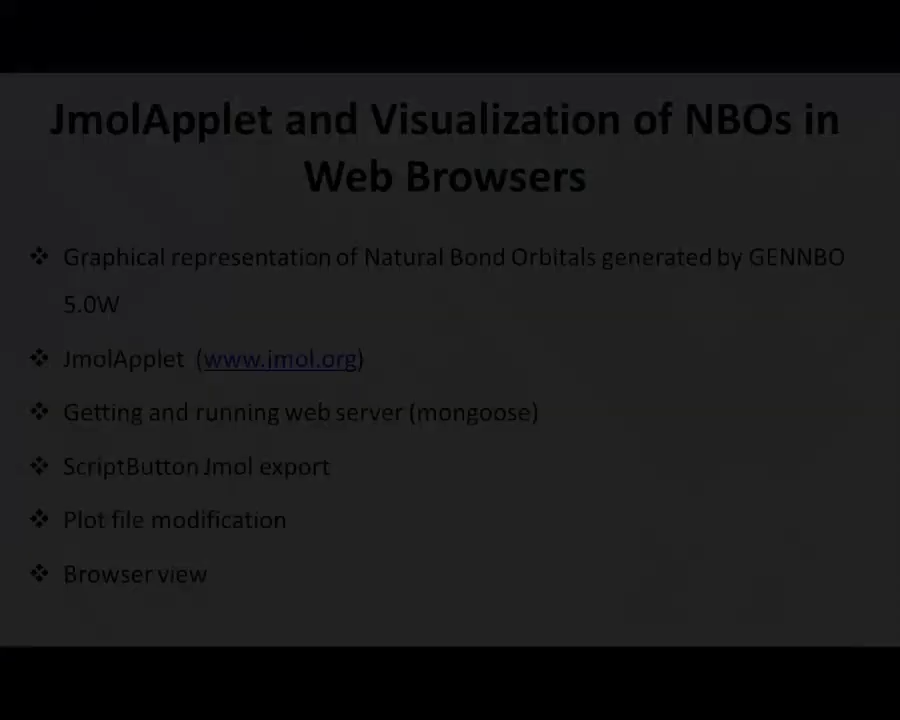 JmolApplet and Visualization of NBOs in
Web Browsers
❖ Graphical representation of Natural Bond Orbitals generated by GENNBO
5.0W
❖ JmolApplet (www.jmol.org)
❖ Getting and running web server (mongoose)
❖ ScriptButton Jmol export
❖ Plot file modification
❖ Browser view